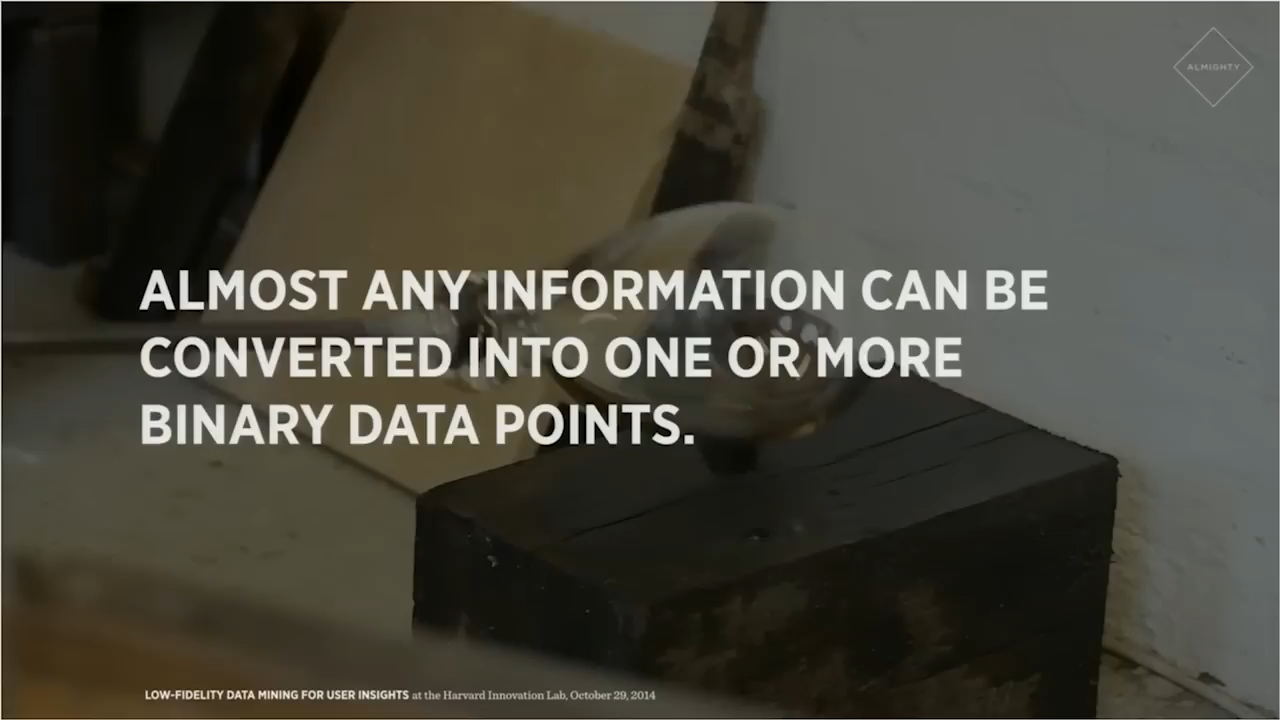 ALMIGHTY
ALMOST ANY INFORMATION CAN BE
CONVERTED INTO ONE OR MORE
BINARY DATA POINTS.
LOW-FIDELITY DATA MINING FOR USER INSIGHTS at the Harvard Innovation Lab, October 29, 2014